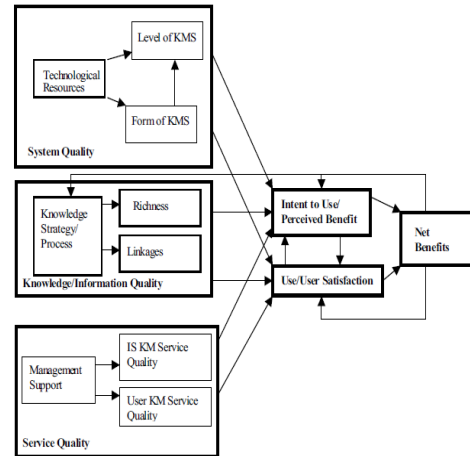 Level of KMS
Technological
Resources
Form of KMS
System Quality
Knowledge
Strategy/
Process
Richness
Linkages
Knowledge/Information Quality
Intent to Use/
Perceived Benefit
Use/User Satisfaction
Net
Benefits
Management
Support
IS KM Service
Quality
User KM Service
Quality
Service Quality